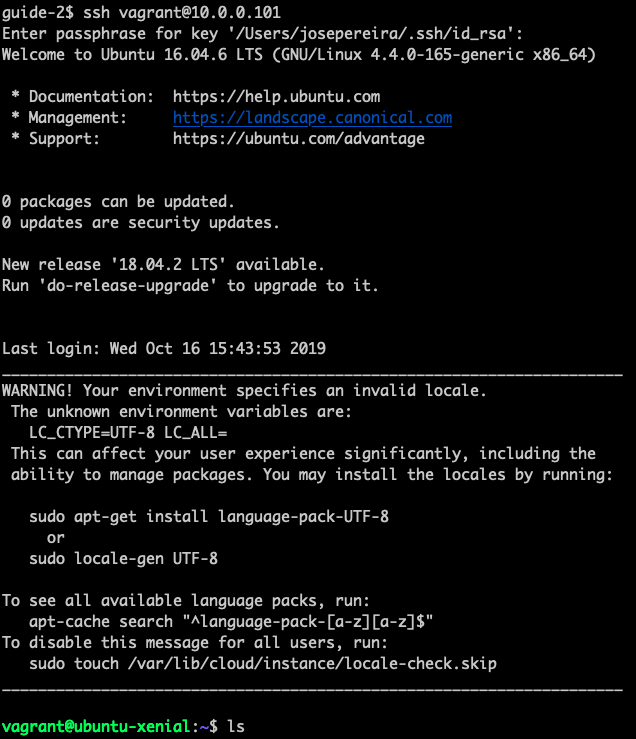 guide-2$ ssh vagrant@10.0.0.101
Enter passphrase for key '/Users/josepereira/.ssh/id_rsa':
Welcome to Ubuntu 16.04.6 LTS (GNU/Linux 4.4.0-165-generic x86_64)
* Documentation: https://help.ubuntu.com
* Management: https://landscape.canonical.com
* Support: https://ubuntu.com/advantage
0 packages can be updated.
0 updates are security updates.
New release '18.04.2 LTS' available.
Run 'do-release-upgrade' to upgrade to it.
Last login: Wed Oct 16 15:43:53 2019
WARNING! Your environment specifies an invalid locale.
The unknown environment variables are:
LC_CTYPE=UTF-8 LC_ALL=
This can affect your user experience significantly, including the
ability to manage packages. You may install the locales by running:
sudo apt-get install language-pack-UTF-8
or
sudo locale-gen UTF-8
To see all available language packs, run:
apt-cache search "^language-pack-[a-z][a-z]$"
To disable this message for all users, run:
sudo touch /var/lib/cloud/instance/locale-check.skip
vagrant@ubuntu-xenial:~$ ls